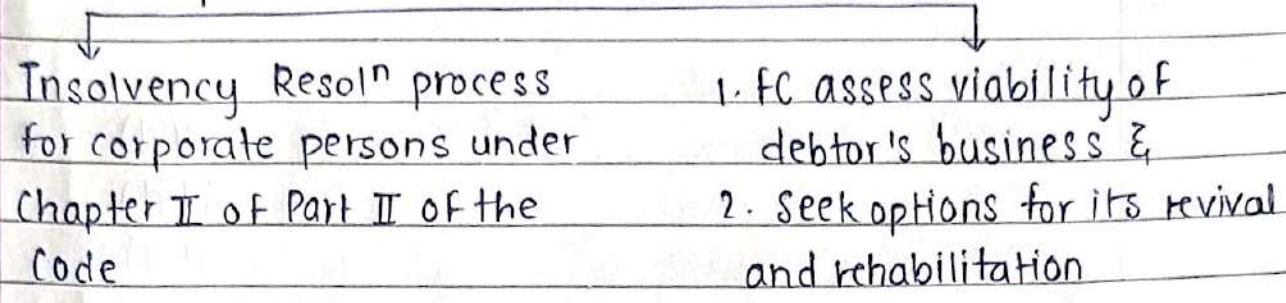 Insolvency Resolⁿ process
for corporate persons under
Chapter II of Part II of the
Code
1. FC assess viability of
debtor's business &
2. Seek options for its revival
and rehabilitation